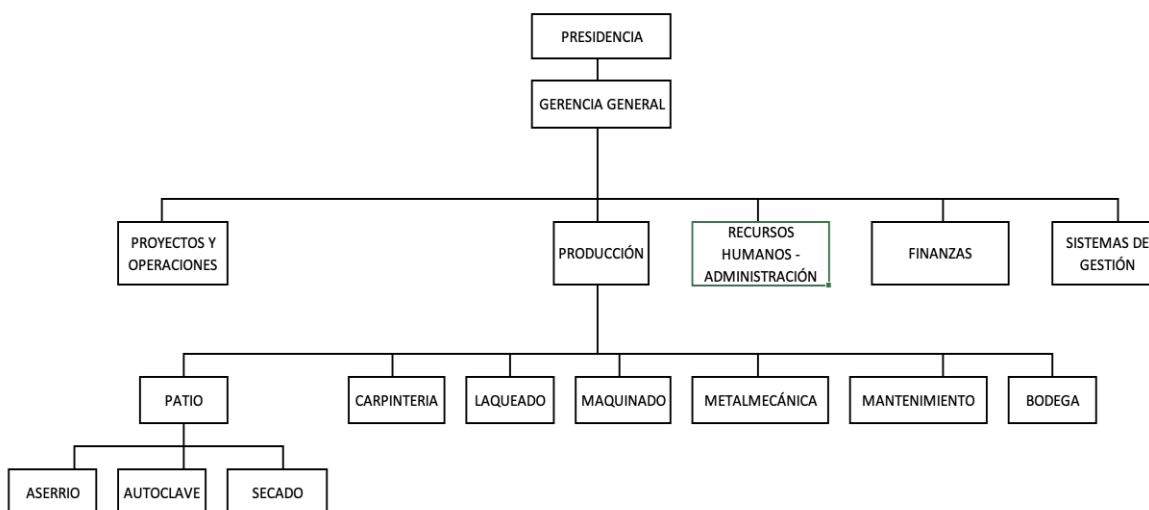 PRESIDENCIA
GERENCIA GENERAL
PROYECTOS Y
OPERACIONES
PRODUCCIÓN
RECURSOS
HUMANOS -
ADMINISTRACIÓN
FINANZAS
SISTEMAS DE
GESTIÓN
PATIO
CARPINTERIA
LAQUEADO
MAQUINADO
METALMECÁNICA
MANTENIMIENTO
BODEGA
ASERRIO
AUTOCLAVE
SECADO